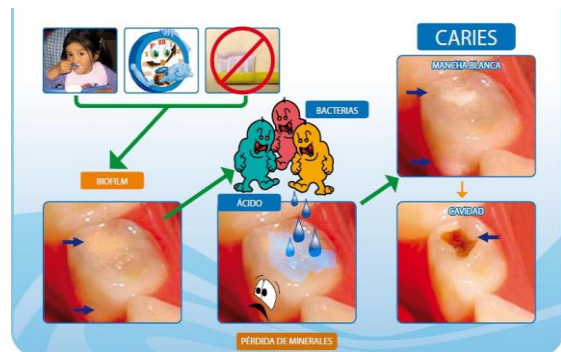 CARIES
MANCHA BLANCA
BACTERIAS
BIOFILM
ÁCIDO
CAVIDAD
PÉRDIDA DE MINERALES